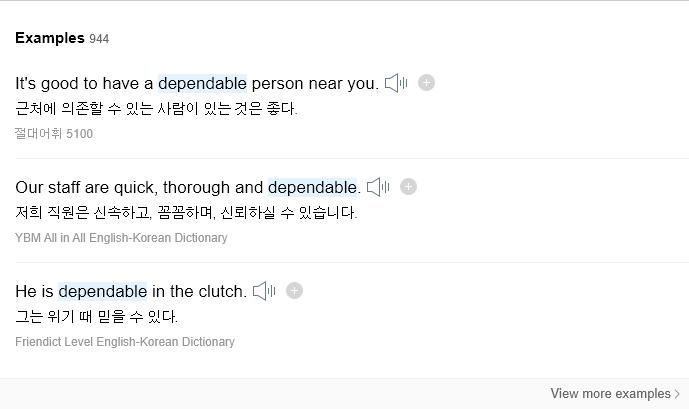 Examples 944
It's good to have a dependable person near you.
근처에 의존할 수 있는 사람이 있는 것은 좋다.
절대어휘 5100
Our staff are quick, thorough and dependable.
저희 직원은 신속하고, 꼼꼼하며, 신뢰하실 수 있습니다.
YBM All in All English-Korean Dictionary
He is dependable in the clutch.
그는 위기 때 믿을 수 있다.
Friendict Level English-Korean Dictionary
View more examples